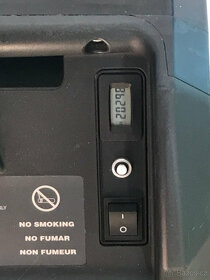 20298
I
O
NO SMOKING
NO FUMAR
NON FUMEUR